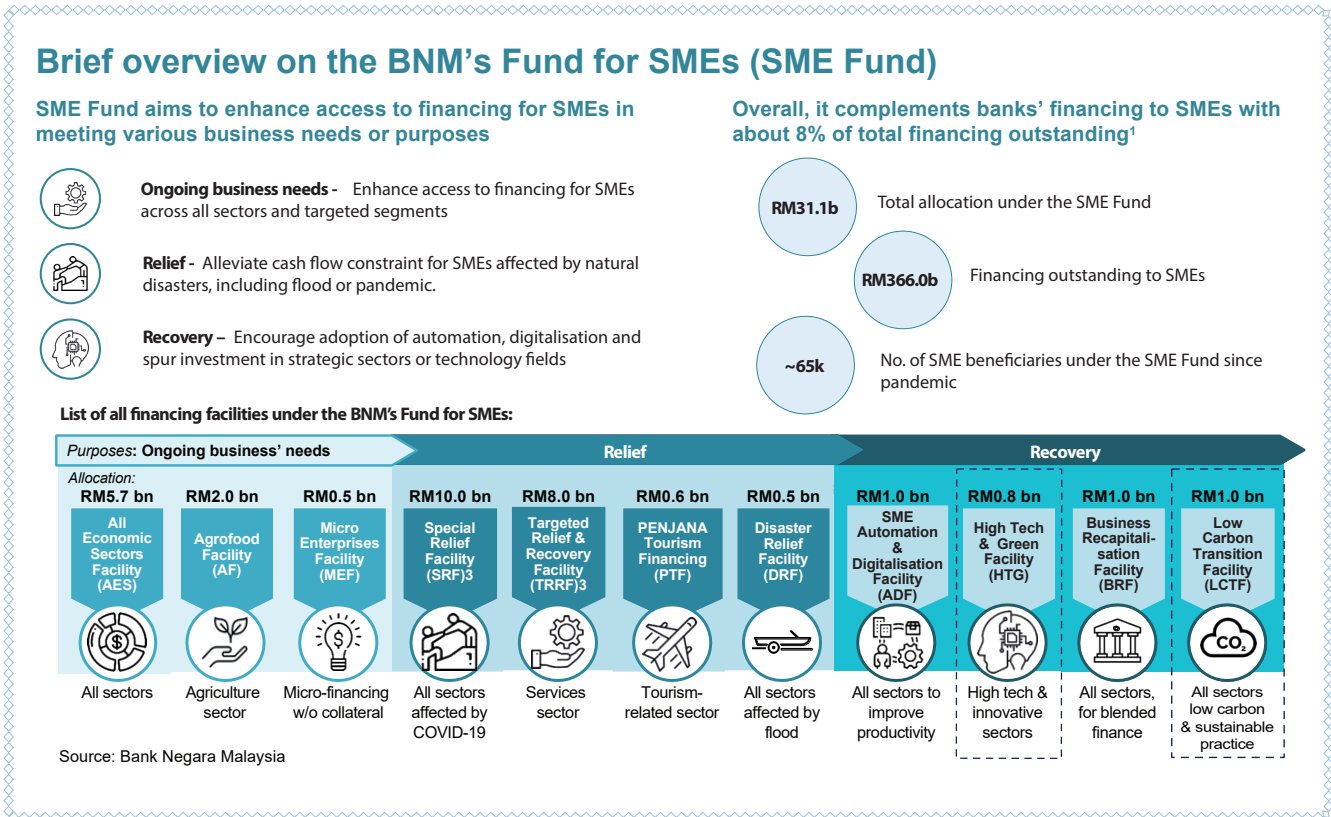 Brief overview on the BNM's Fund for SMEs (SME Fund)
SME Fund aims to enhance access to financing for SMEs in
meeting various business needs or purposes
Ongoing business needs - Enhance access to financing for SMEs
across all sectors and targeted segments
Relief - Alleviate cash flow constraint for SMEs affected by natural
disasters, including flood or pandemic.
Recovery – Encourage adoption of automation, digitalisation and
spur investment in strategic sectors or technology fields
Overall, it complements banks' financing to SMEs with
about 8% of total financing outstanding¹
RM31.1b
Total allocation under the SME Fund
RM366.0b
Financing outstanding to SMEs
~65k
No. of SME beneficiaries under the SME Fund since
pandemic
List of all financing facilities under the BNM's Fund for SMEs:
Purposes: Ongoing business' needs
Relief
Recovery
Allocation:
RM5.7 bn
All
Economic
Sectors
Facility
(AES)
$
All sectors
RM2.0 bn
Agrofood
Facility
(AF)
Agriculture
sector
RM0.5 bn
Micro
Enterprises
Facility
(MEF)
$
Micro-financing
w/o collateral
RM10.0 bn
Special
Relief
Facility
(SRF)3
All sectors
affected by
COVID-19
RM8.0 bn
Targeted
Relief &
Recovery
Facility
(TRRF)3
Services
sector
RM0.6 bn
PENJANA
Tourism
Financing
(PTF)
Tourism-
related sector
RM0.5 bn
Disaster
Relief
Facility
(DRF)
All sectors
affected by
flood
RM1.0 bn
SME
Automation
&
Digitalisation
Facility
(ADF)
All sectors to
improve
productivity
RM0.8 bn
High Tech
& Green
Facility
(HTG)
High tech &
innovative
sectors
RM1.0 bn
Business
Recapitali-
sation
Facility
(BRF)
All sectors,
for blended
finance
RM1.0 bn
Low
Carbon
Transition
Facility
(LCTF)
CO₂
All sectors
low carbon
& sustainable
practice
Source: Bank Negara Malaysia